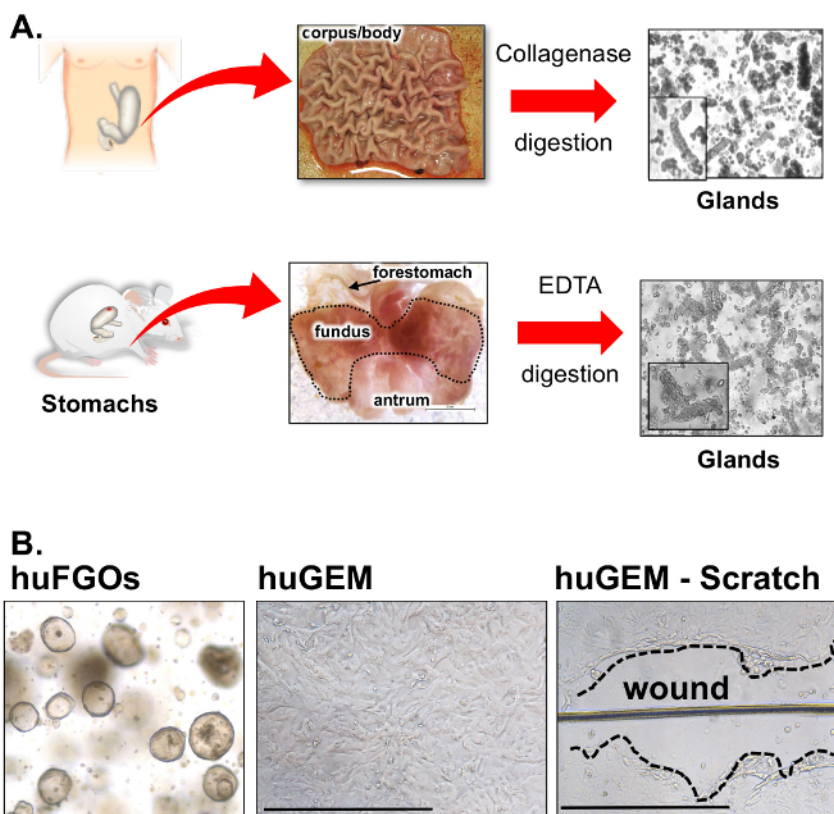 A.
corpus/body
Collagenase
digestion
Glands
forestomach
fundus
antrum
EDTA
digestion
Stomachs
Glands
B.
huFGOs
huGEM
huGEM - Scratch
wound